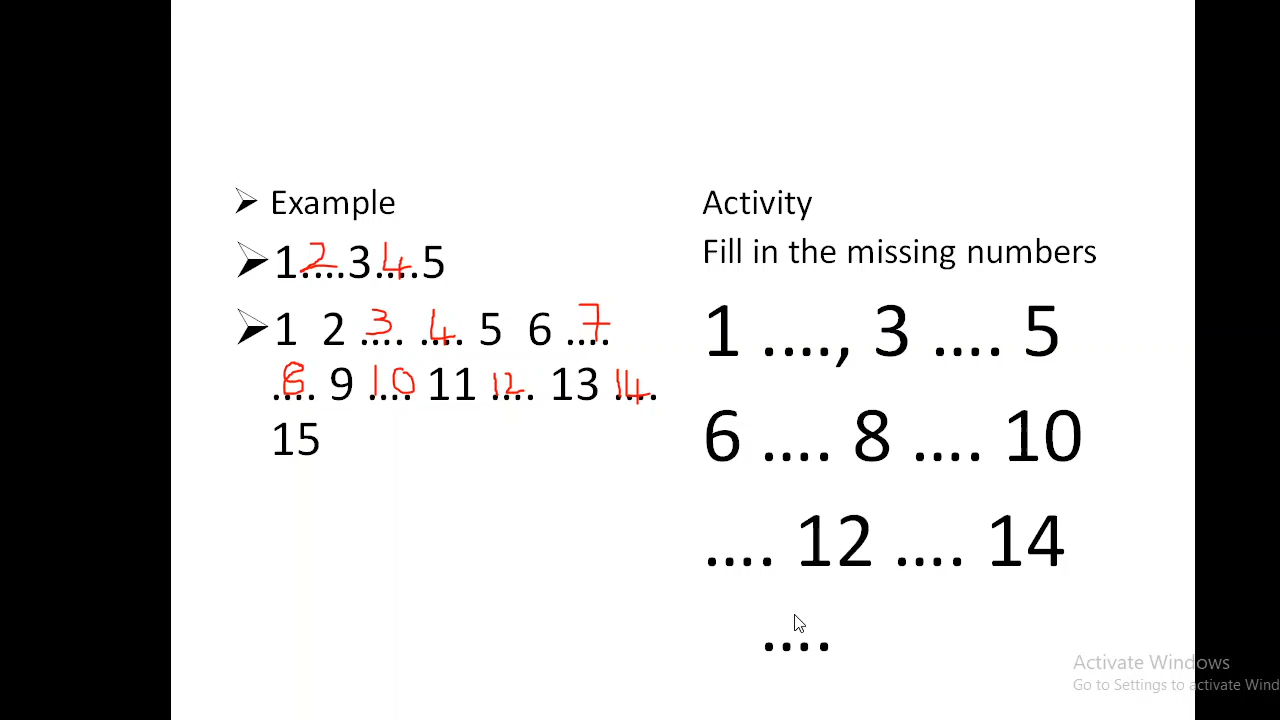 ➢ Example
➢ 1 2.... 3 4.... 5
➢ 1 2 3.... 4.... 5 6 7....
8.... 9 10.... 11 12.... 13 14....
15
Activity
Fill in the missing numbers
1 ...., 3 .... 5
6 .... 8 .... 10
.... 12 .... 14
....
Activate Windows
Go to Settings to activate Wind